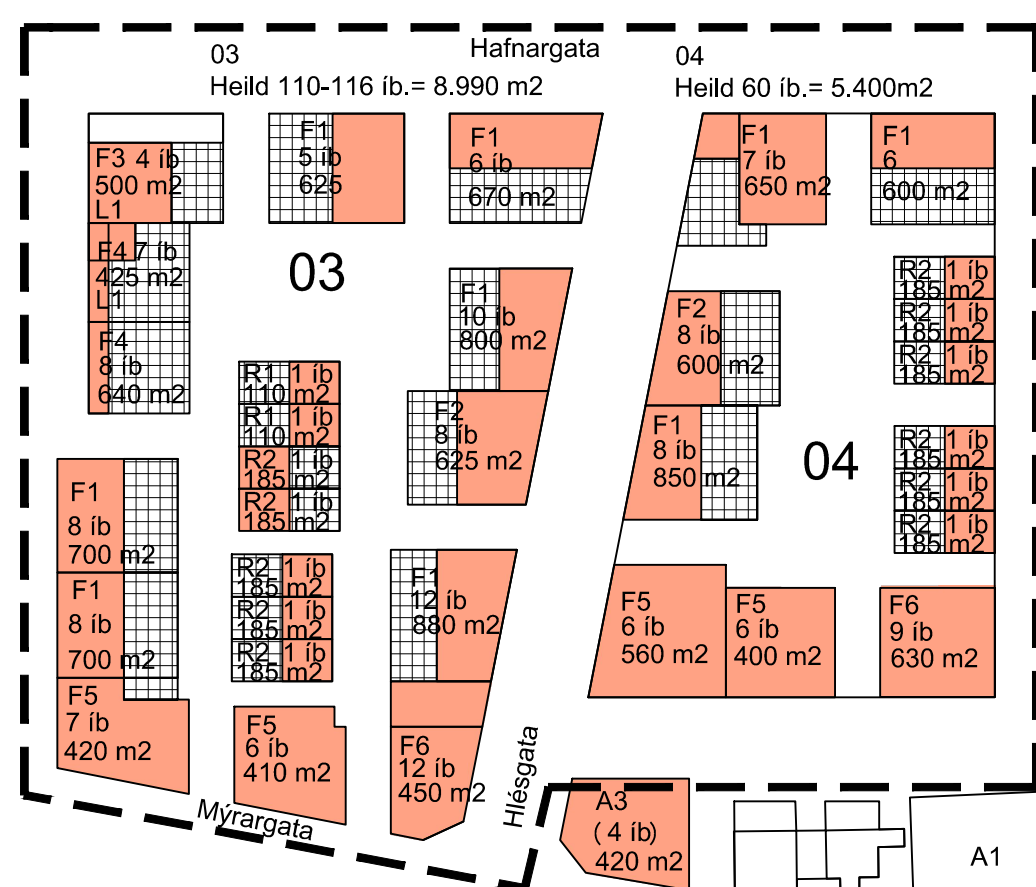 Hafnargata
03
Heild 110-116 íb.= 8.990 m2
04
Heild 60 íb.= 5.400m2
F3 4 íb
500 m2
L1
F4 7 íb
425 m2
L1
F4
8 íb
640 m2
F1
5 íb
625
F1
6 íb
670 m2
03
F1
10 íb
800 m2
F2
8 íb
625 m2
R1 1 íb
110 m2
R1 1 íb
110 m2
R2 1 íb
185 m2
R2 1 íb
185 m2
F1
8 íb
700 m2
F1
8 íb
700 m2
F5
7 íb
420 m2
R2 1 íb
185 m2
R2 1 íb
185 m2
R2 1 íb
185 m2
F5
6 íb
410 m2
F1
12 íb
880 m2
F6
12 íb
450 m2
F1
7 íb
650 m2
F1
6
600 m2
R2 1 íb
185 m2
R2 1 íb
185 m2
R2 1 íb
185 m2
F2
8 íb
600 m2
F1
8 íb
850 m2
04
R2 1 íb
185 m2
R2 1 íb
185 m2
R2 1 íb
185 m2
F5
6 íb
560 m2
F5
6 íb
400 m2
F6
9 íb
630 m2
Mýrargata
Hlésgata
A3
( 4 íb)
420 m2
A1